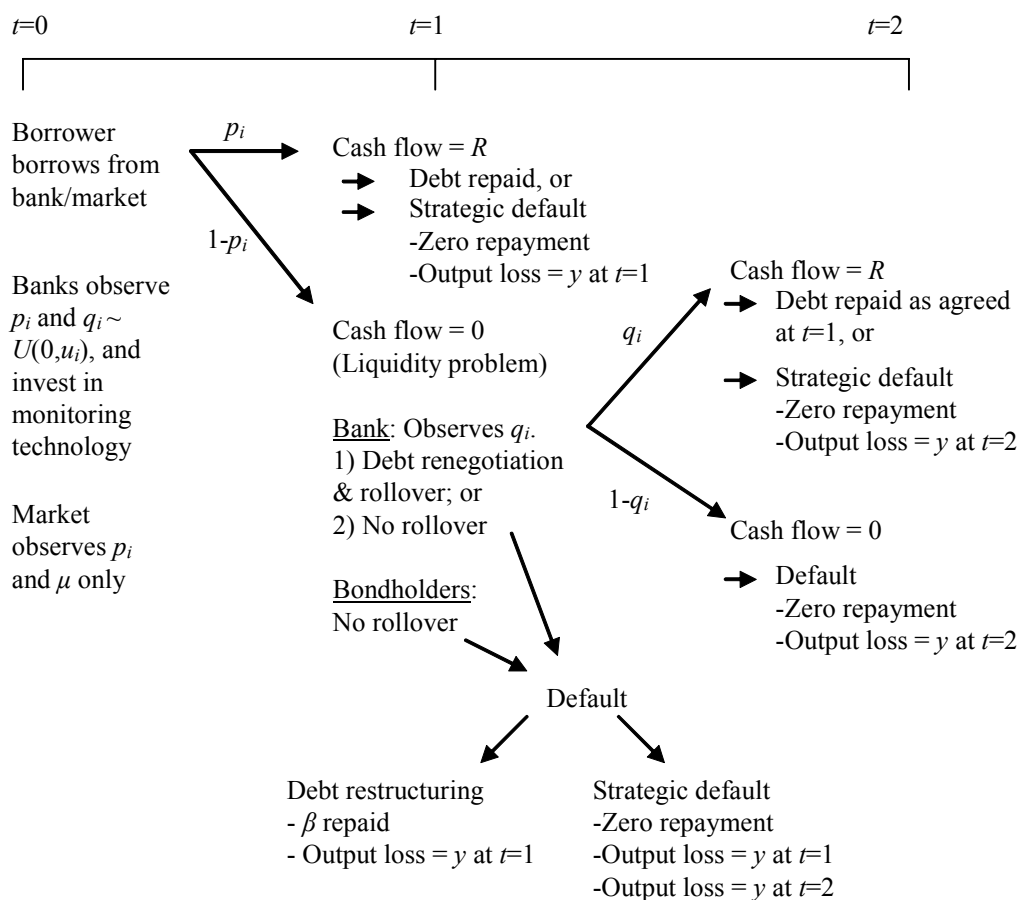 t=0
t=1
t=2
Borrower
borrows from
bank/market
Banks observe
p_i and q_i ~
U(0,u_i), and
invest in
monitoring
technology
Market
observes p_i
and μ only
p_i
1-p_i
Cash flow = R
Debt repaid, or
Strategic default
-Zero repayment
-Output loss = y at t=1
Cash flow = 0
(Liquidity problem)
Bank: Observes q_i.
1) Debt renegotiation
& rollover; or
2) No rollover
Bondholders:
No rollover
q_i
1-q_i
Cash flow = R
Debt repaid as agreed
at t=1, or
Strategic default
-Zero repayment
-Output loss = y at t=2
Cash flow = 0
Default
-Zero repayment
-Output loss = y at t=2
Default
Debt restructuring
- β repaid
- Output loss = y at t=1
Strategic default
-Zero repayment
-Output loss = y at t=1
-Output loss = y at t=2